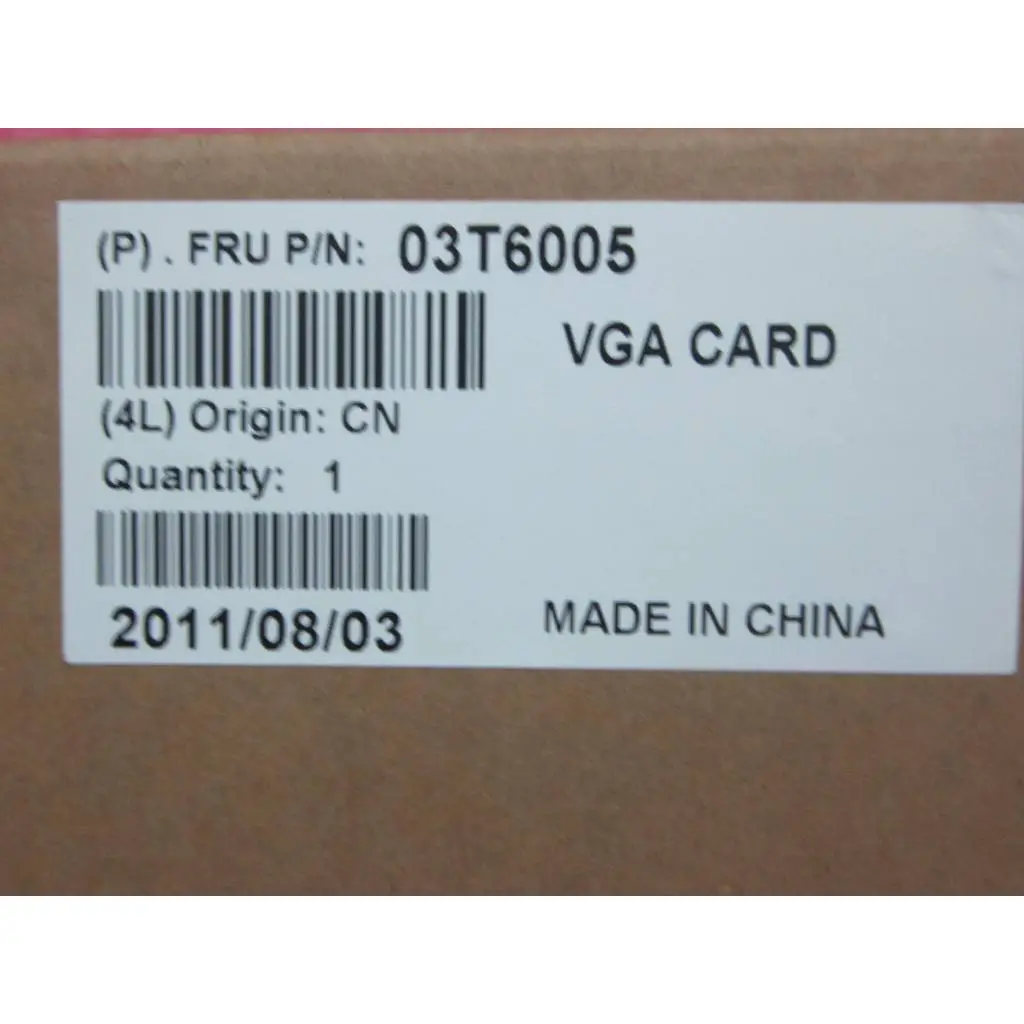 (P) . FRU P/N: 03T6005
VGA CARD
(4L) Origin: CN
Quantity: 1
2011/08/03
MADE IN CHINA